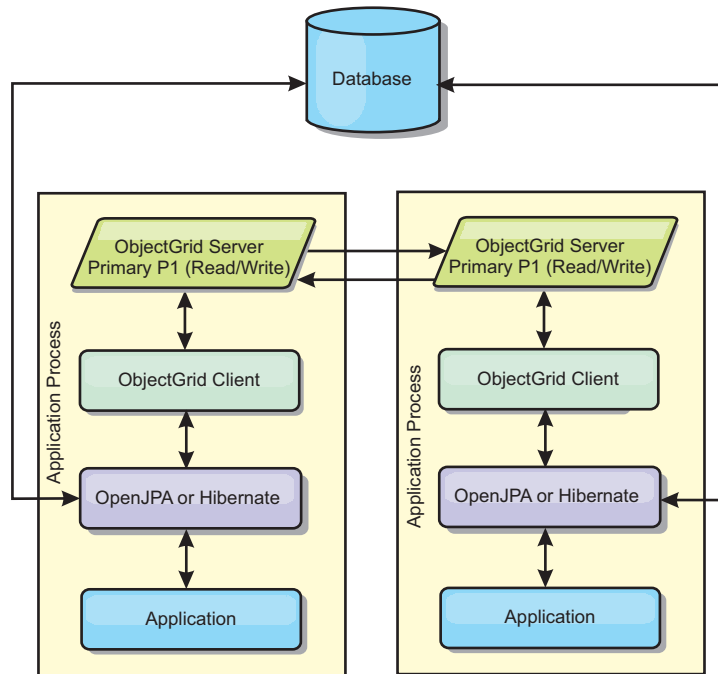 Database
ObjectGrid Server
Primary P1 (Read/Write)
ObjectGrid Client
OpenJPA or Hibernate
Application
Application Process
ObjectGrid Server
Primary P1 (Read/Write)
ObjectGrid Client
OpenJPA or Hibernate
Application
Application Process